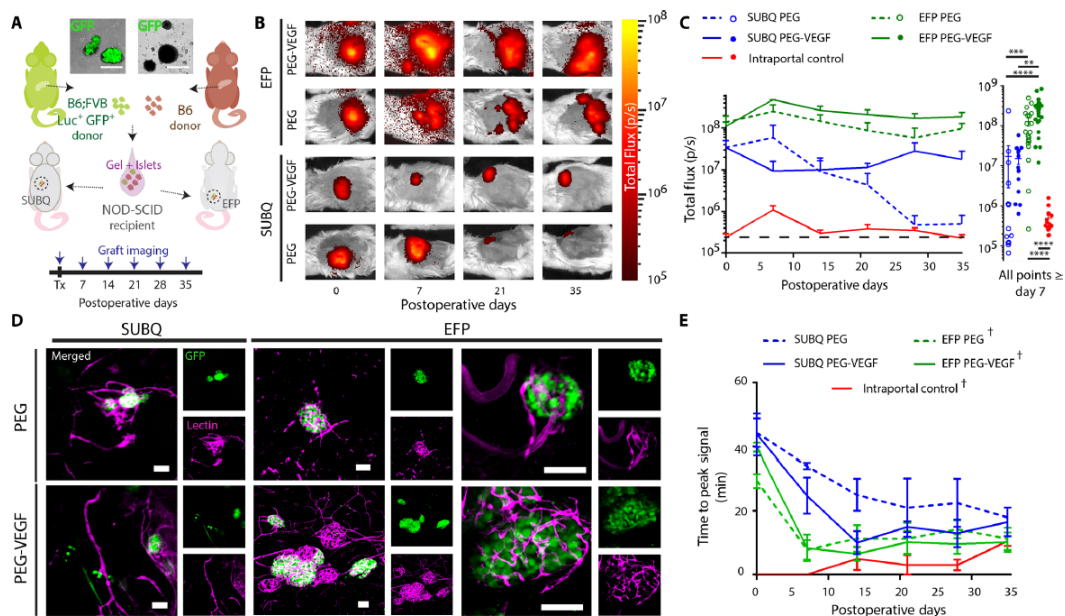 A
GFP
GFP
B6;FVB
Luc⁺ GFP⁺
donor
B6
donor
Gel + Islets
SUBQ
EFP
NOD-SCID
recipient
Graft imaging
Tx 7 14 21 28 35
Postoperative days
B
EFP
PEG-VEGF
PEG
SUBQ
PEG-VEGF
PEG
0 7 21 35
Postoperative days
10⁸
10⁷
10⁶
10⁵
Total Flux (p/s)
C
SUBQ PEG
EFP PEG
SUBQ PEG-VEGF
EFP PEG-VEGF
Intraportal control
Total flux (p/s)
10⁸
10⁷
10⁶
10⁵
0 5 10 15 20 25 30 35
Postoperative days
***
**
****
10⁹
10⁸
10⁷
10⁶
10⁵
****
****
All points ≥
day 7
D
SUBQ
EFP
PEG
Merged
GFP
Lectin
PEG-VEGF
E
SUBQ PEG
EFP PEG †
SUBQ PEG-VEGF
EFP PEG-VEGF †
Intraportal control †
Time to peak signal
(min)
60
40
20
0
0 5 10 15 20 25 30 35
Postoperative days